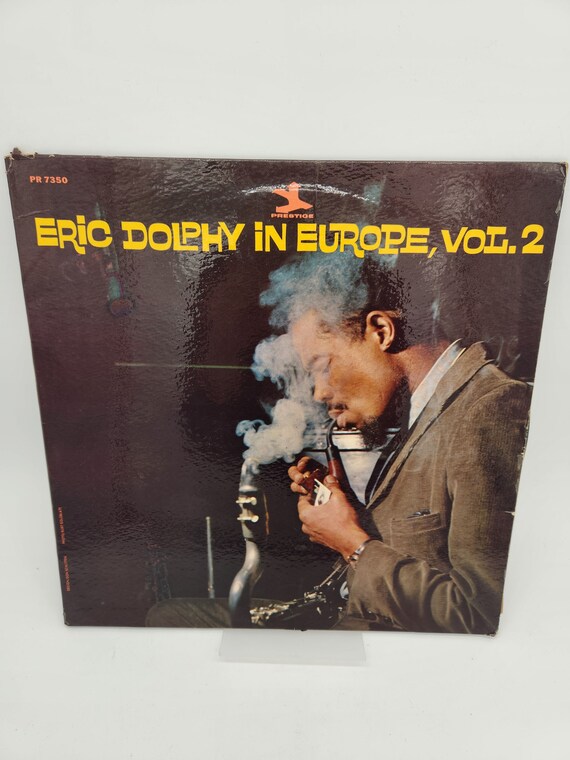 PR 7350
PRESTIGE
ERIC DOLPHY IN EUROPE, VOL. 2